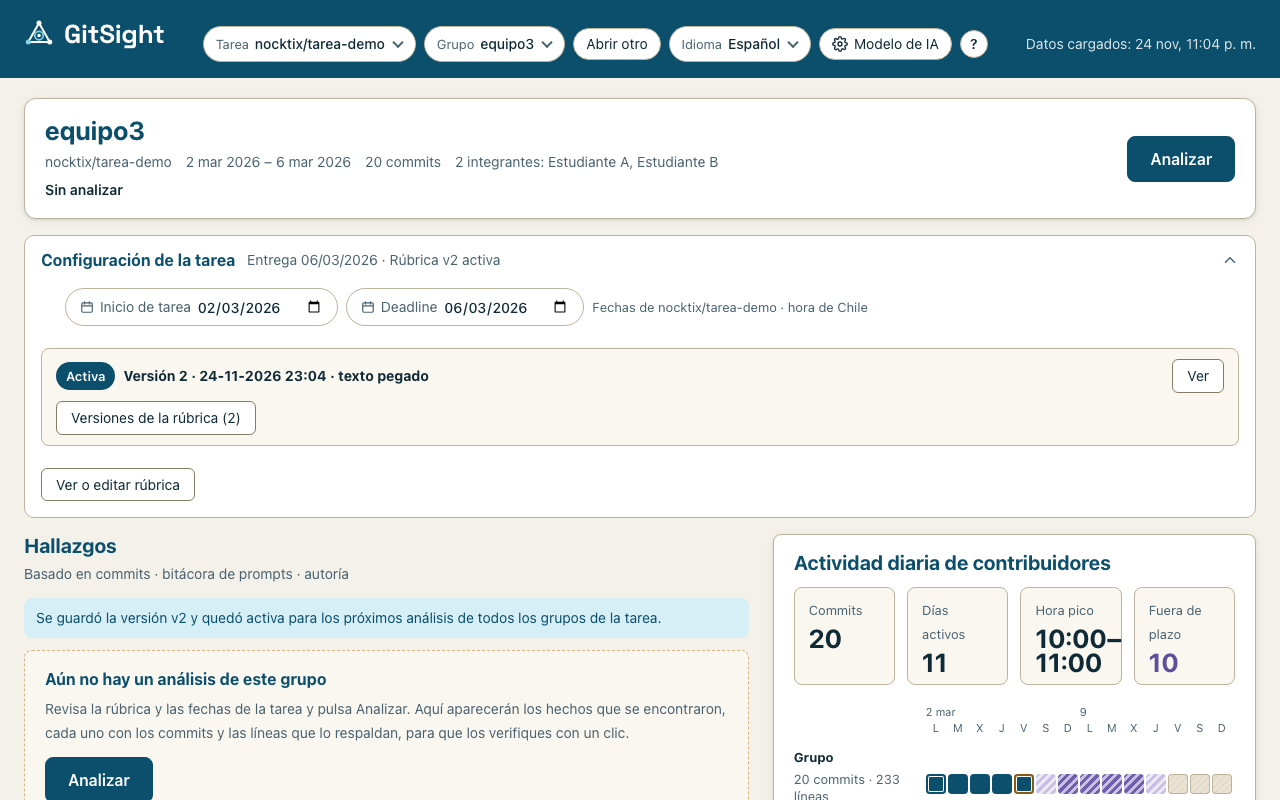 GitSight
Tarea nocktix/tarea-demo
Grupo equipo3
Abrir otro
Idioma Español
Modelo de IA
?
Datos cargados: 24 nov, 11:04 p. m.
equipo3
nocktix/tarea-demo 2 mar 2026 – 6 mar 2026 20 commits 2 integrantes: Estudiante A, Estudiante B
Sin analizar
Analizar
Configuración de la tarea Entrega 06/03/2026 · Rúbrica v2 activa
Inicio de tarea 02/03/2026
Deadline 06/03/2026
Fechas de nocktix/tarea-demo · hora de Chile
Activa Versión 2 · 24-11-2026 23:04 · texto pegado
Ver
Versiones de la rúbrica (2)
Ver o editar rúbrica
Hallazgos
Basado en commits · bitácora de prompts · autoría
Se guardó la versión v2 y quedó activa para los próximos análisis de todos los grupos de la tarea.
Aún no hay un análisis de este grupo
Revisa la rúbrica y las fechas de la tarea y pulsa Analizar. Aquí aparecerán los hechos que se encontraron,
cada uno con los commits y las líneas que lo respaldan, para que los verifiques con un clic.
Analizar
Actividad diaria de contribuidores
Commits
20
Días
activos
11
Hora pico
10:00–
11:00
Fuera de
plazo
10
2 mar 9
L M X J V S D L M X J V S D
Grupo
20 commits · 233
líneas